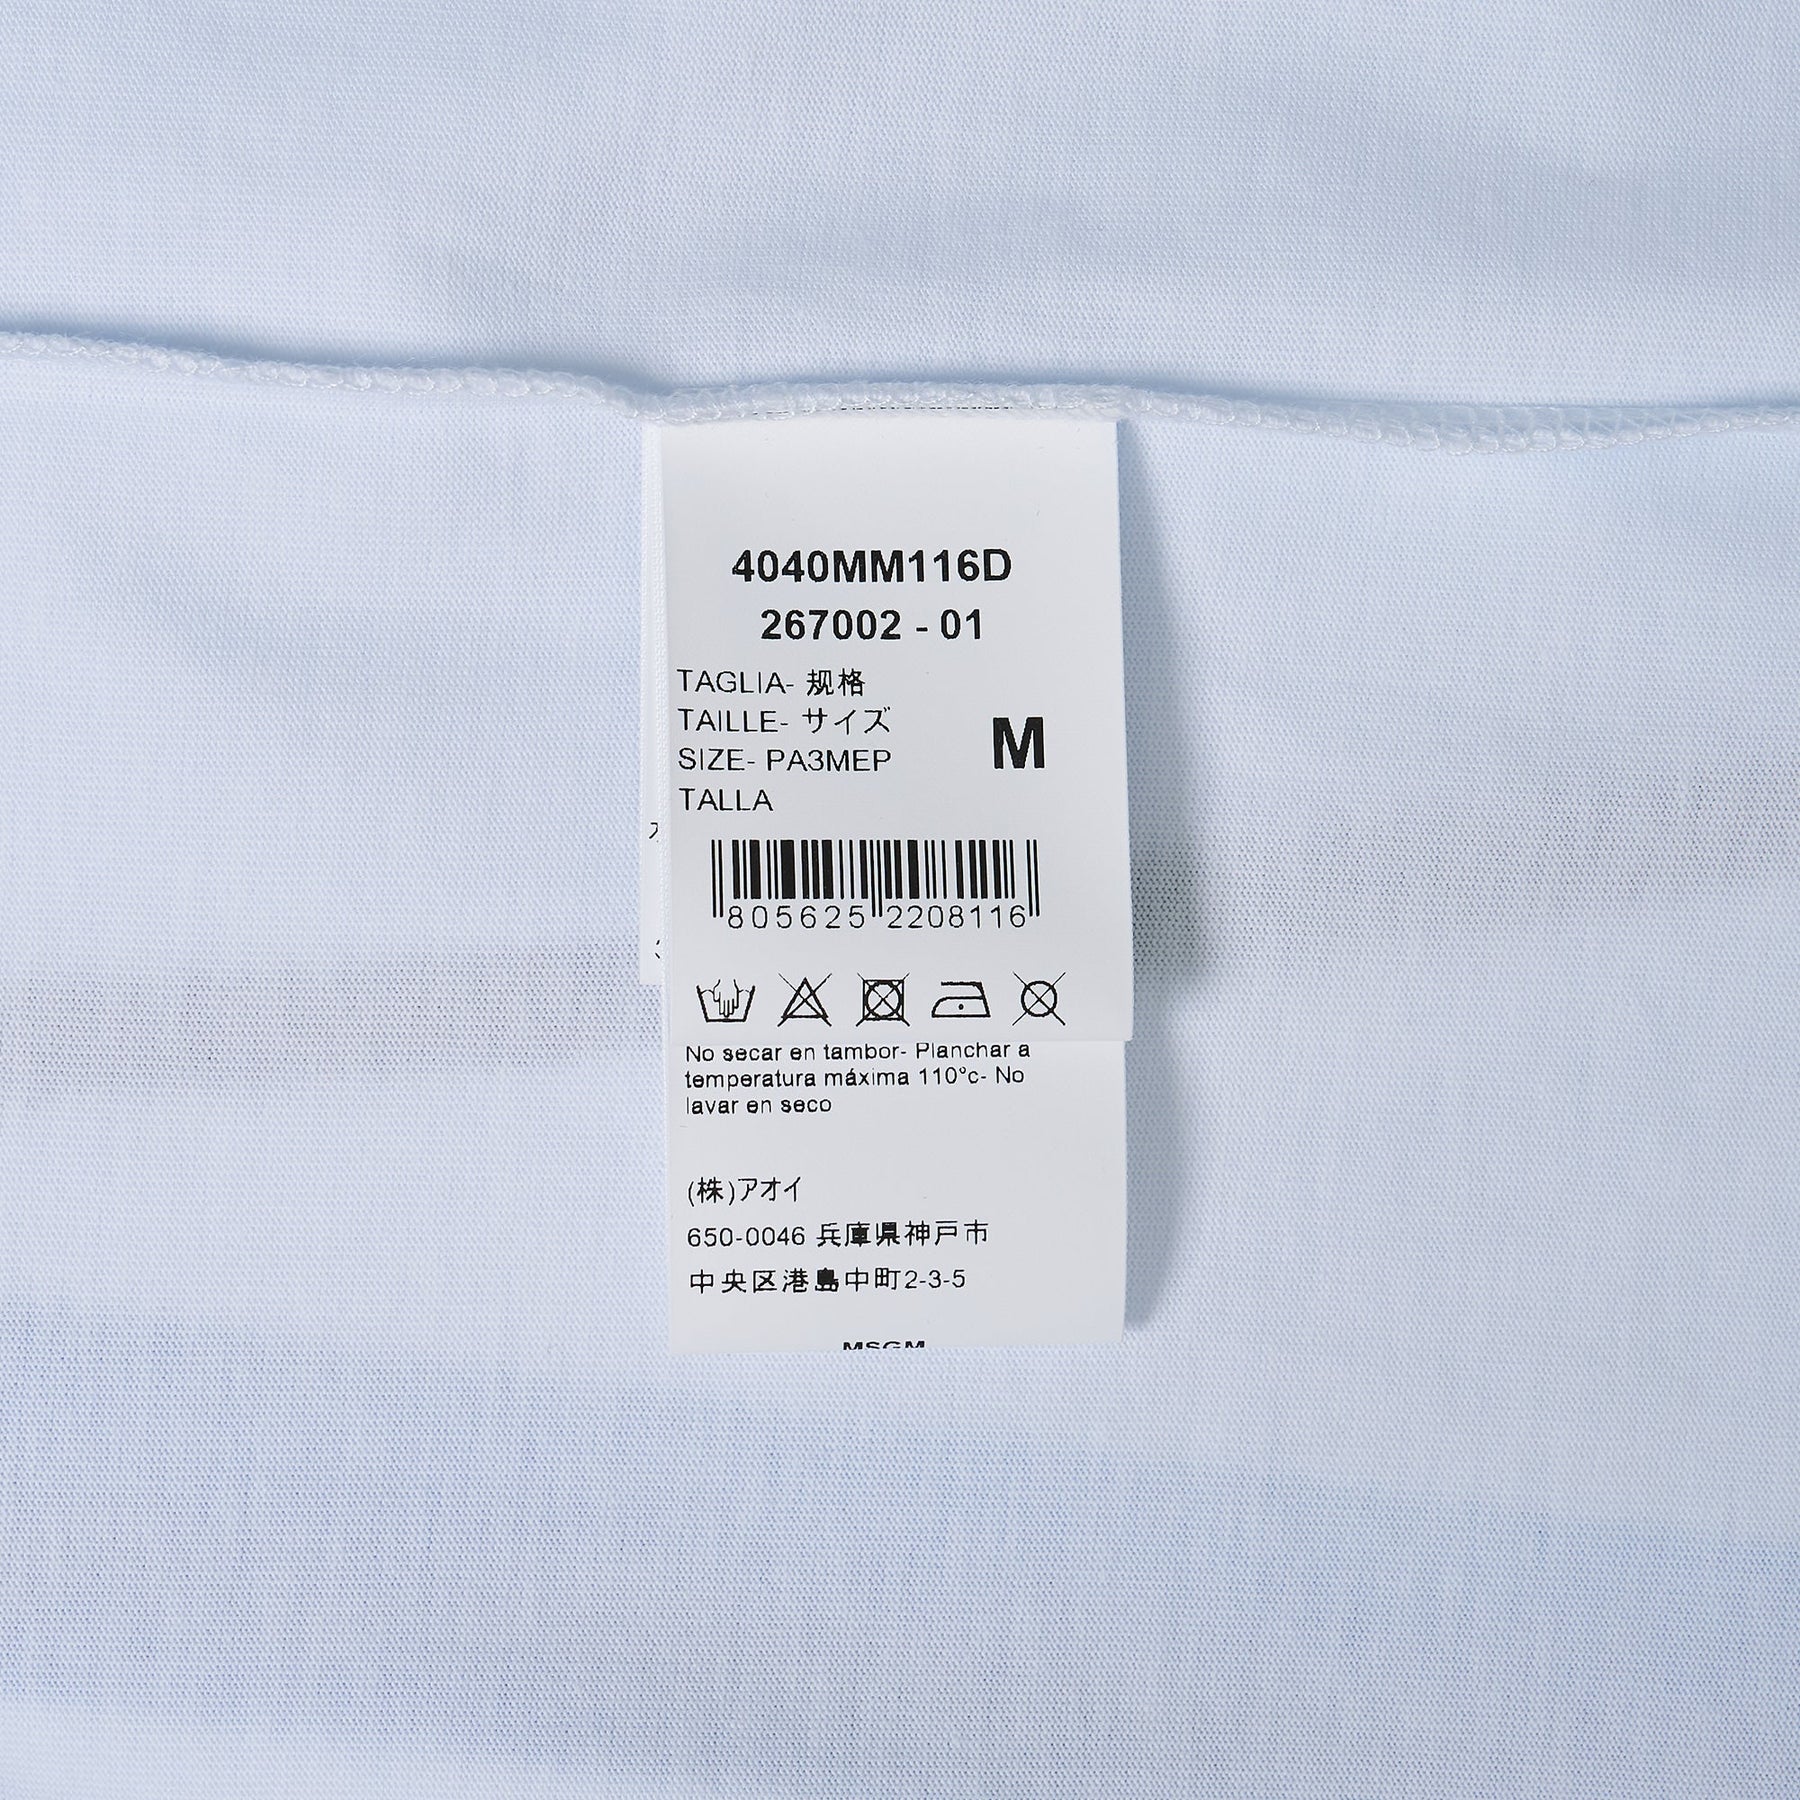 4040MM116D
267002 - 01
TAGLIA- 规格
TAILLE- サイズ
SIZE- PA3MEP
TALLA
M
8056252208116
No secar en tambor- Planchar a
temperatura máxima 110°c- No
lavar en seco
(株)アオイ
650-0046 兵庫県神戸市
中央区港島中町2-3-5
MSGM